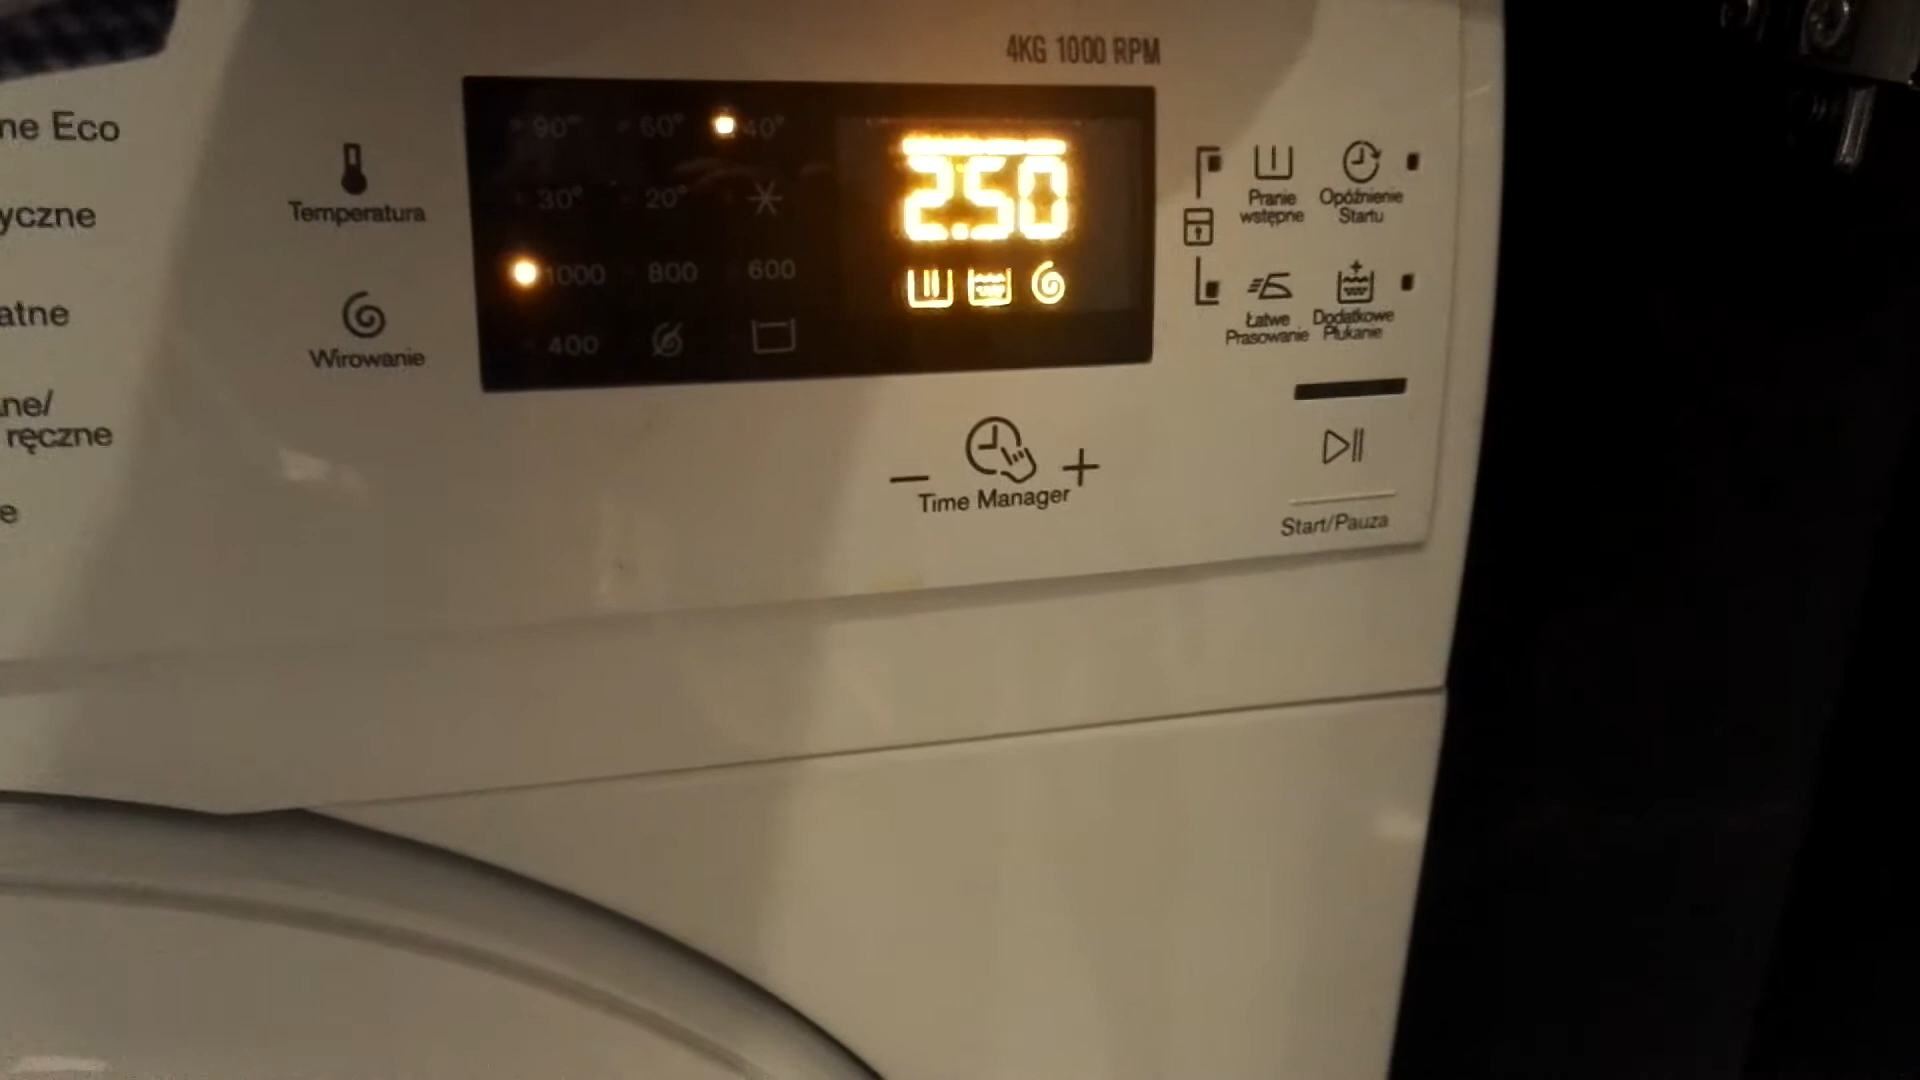 4KG 1000 RPM
ne Eco
yczne
atne
ne/
ręczne
e
Temperatura
Wirowanie
90° 60° 40°
30° 20°
1000 800 600
400
2.50
Pranie
wstępne
Opóźnienie
Startu
Łatwe
Prasowanie
Dodatkowe
Płukanie
Time Manager
Start/Pauza